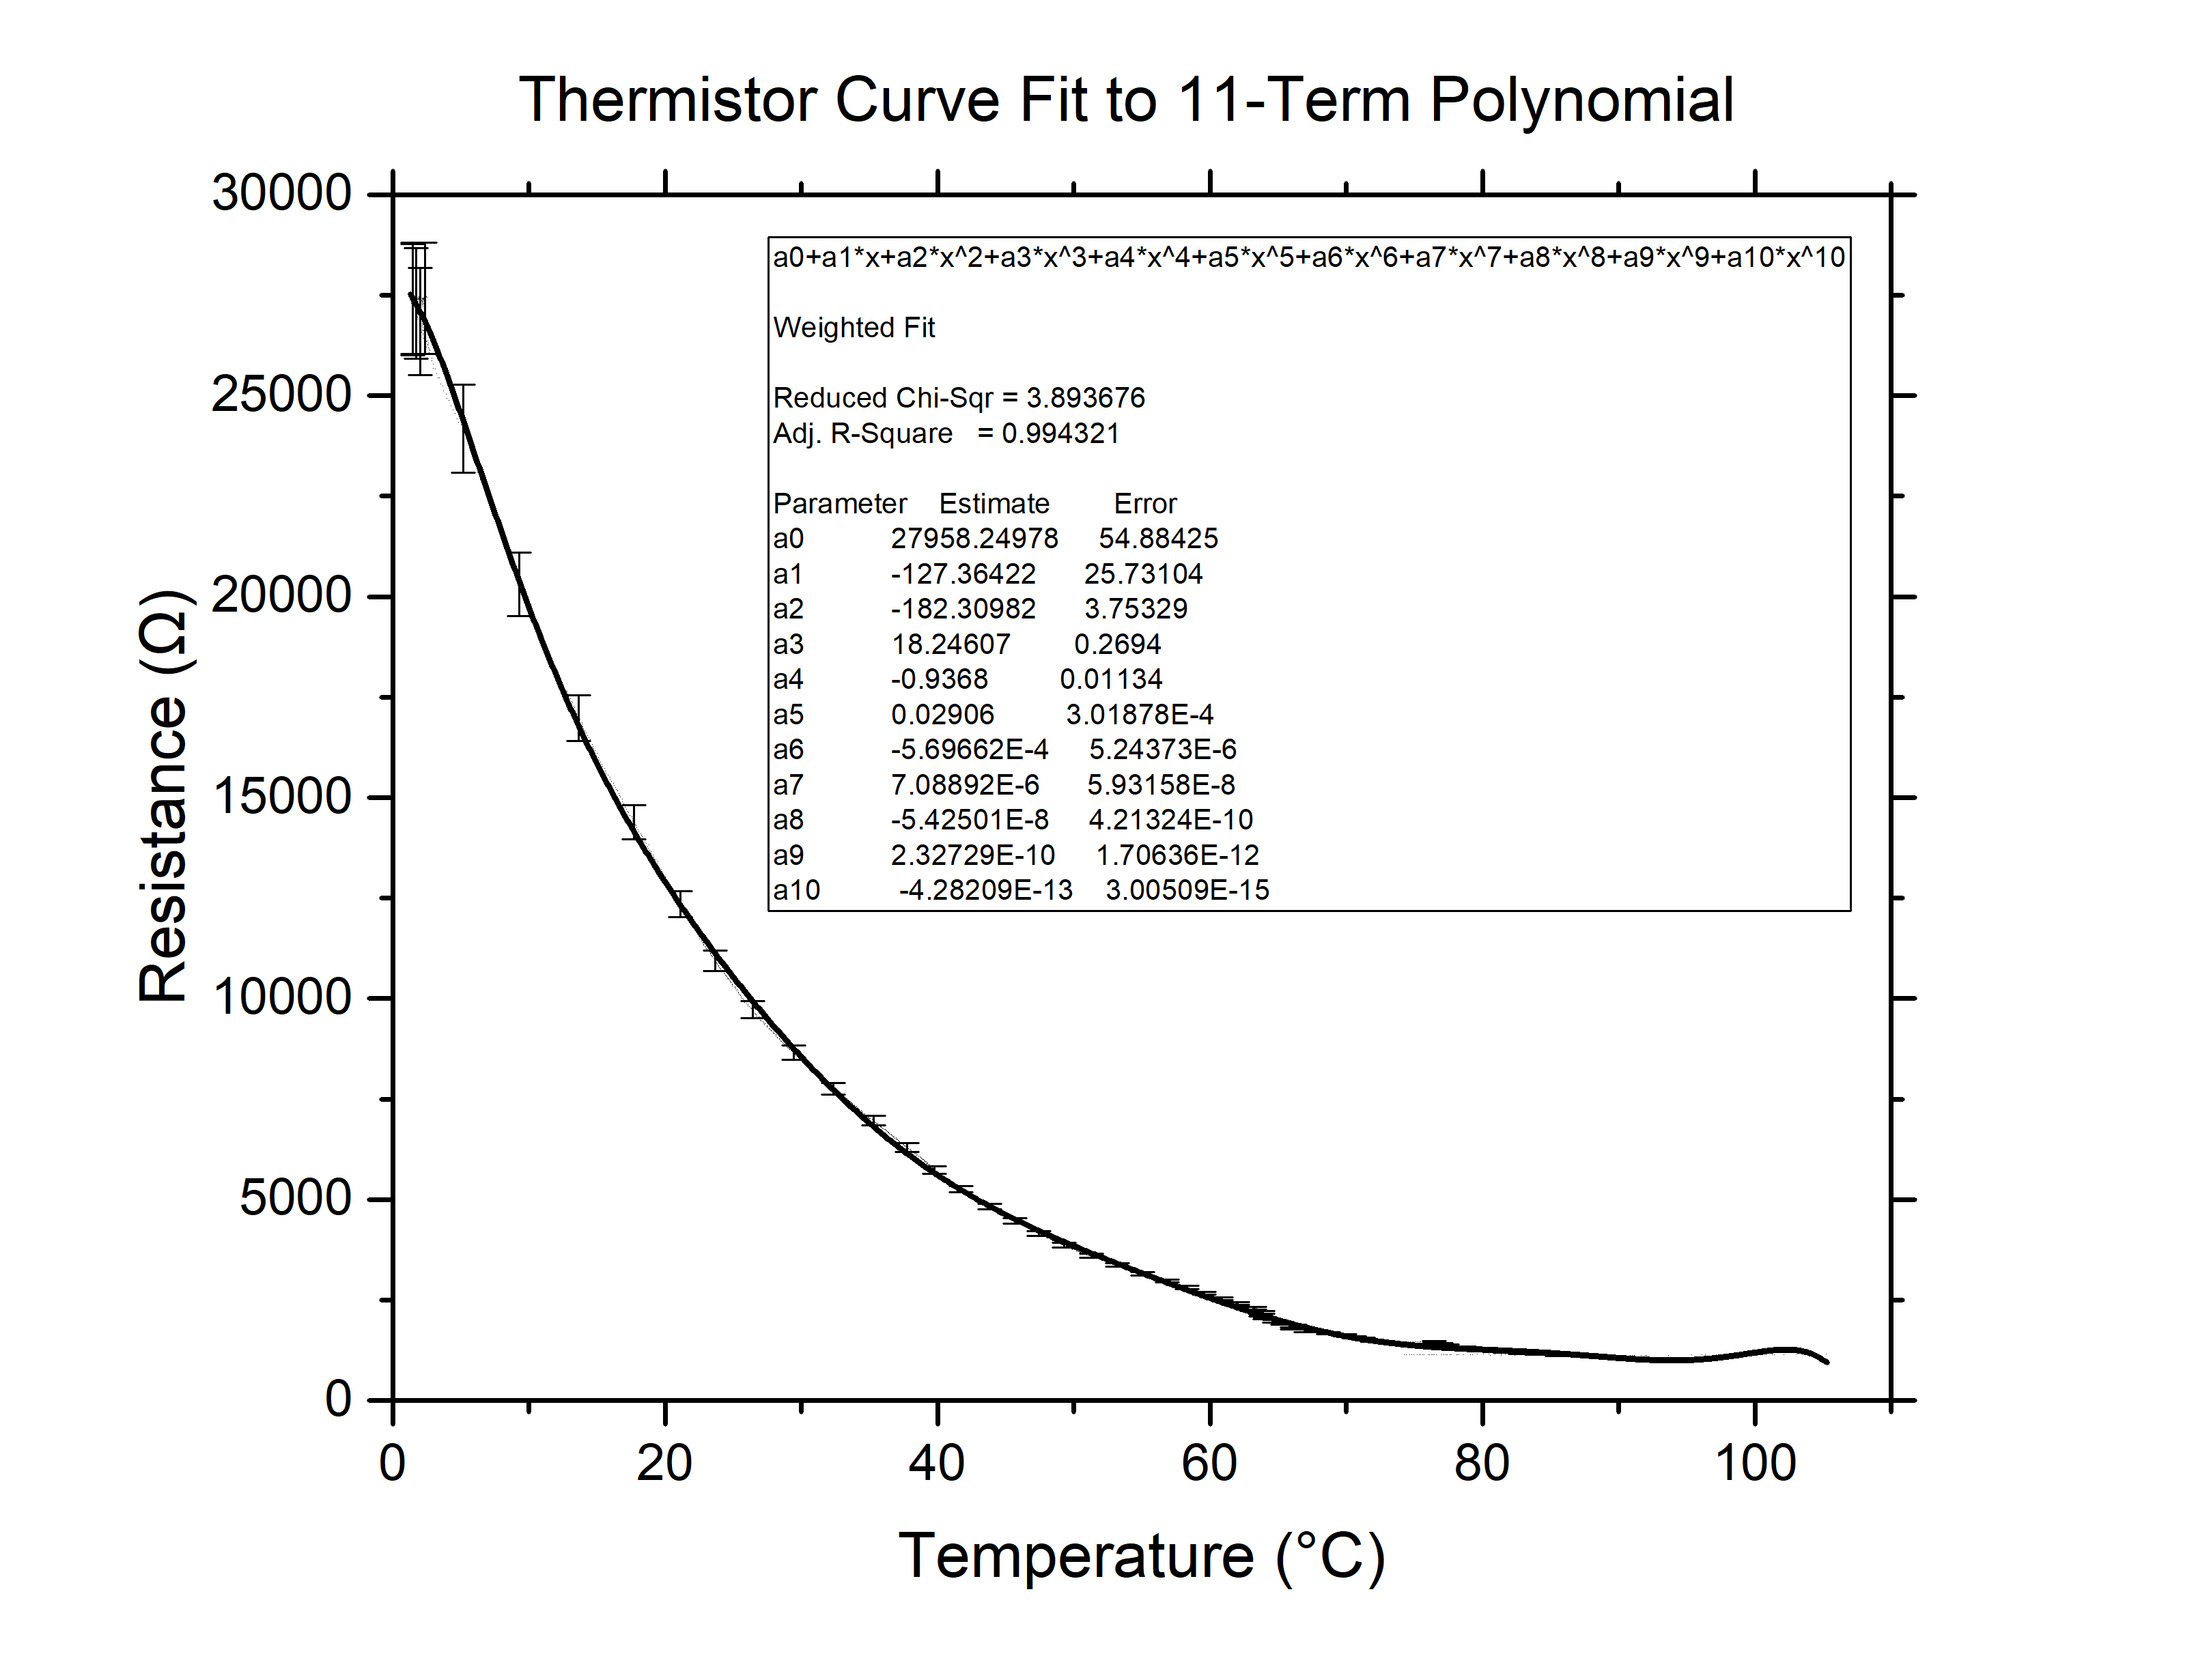 Thermistor Curve Fit to 11-Term Polynomial
30000
25000
20000
15000
10000
5000
0
Resistance (Ω)
a0+a1*x+a2*x^2+a3*x^3+a4*x^4+a5*x^5+a6*x^6+a7*x^7+a8*x^8+a9*x^9+a10*x^10
Weighted Fit
Reduced Chi-Sqr = 3.893676
Adj. R-Square = 0.994321
Parameter Estimate Error
a0 27958.24978 54.88425
a1 -127.36422 25.73104
a2 -182.30982 3.75329
a3 18.24607 0.2694
a4 -0.9368 0.01134
a5 0.02906 3.01878E-4
a6 -5.69662E-4 5.24373E-6
a7 7.08892E-6 5.93158E-8
a8 -5.42501E-8 4.21324E-10
a9 2.32729E-10 1.70636E-12
a10 -4.28209E-13 3.00509E-15
0 20 40 60 80 100
Temperature (°C)